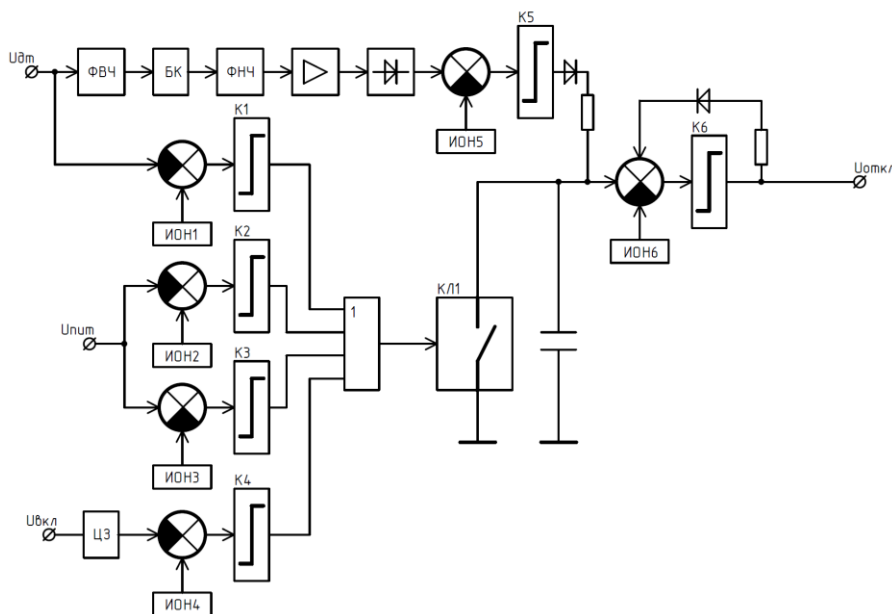 К5
Uдт
ФВЧ
БК
ФНЧ
К1
К6
ИОН5
Uоткл
ИОН1
К2
ИОН6
КЛ1
1
Uпит
ИОН2
К3
ИОН3
К4
Uвкл
ЦЗ
ИОН4